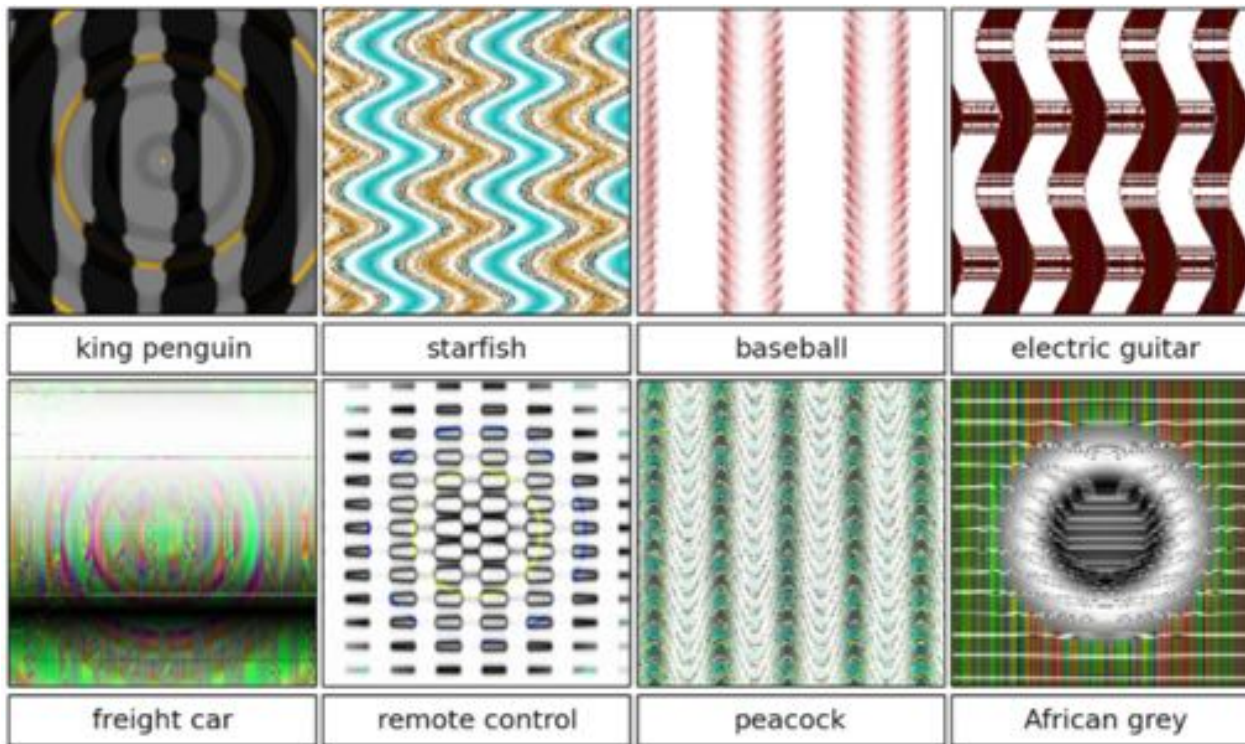 king penguin
starfish
baseball
electric guitar
freight car
remote control
peacock
African grey